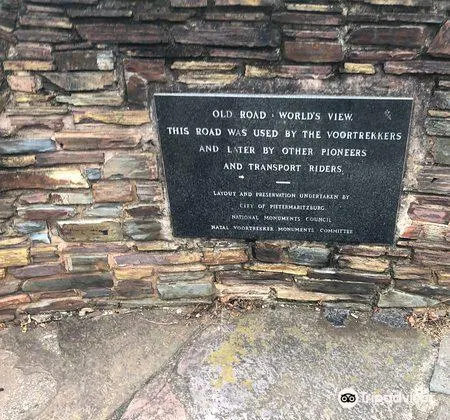 OLD ROAD - WORLD'S VIEW.
THIS ROAD WAS USED BY THE VOORTREKKERS
AND LATER BY OTHER PIONEERS
AND TRANSPORT RIDERS.
LAYOUT AND PRESERVATION UNDERTAKEN BY
CITY OF PIETERMARITZBURG
NATIONAL MONUMENTS COUNCIL
NATAL VOORTREKKER MONUMENTS COMMITTEE
Tripadvisor